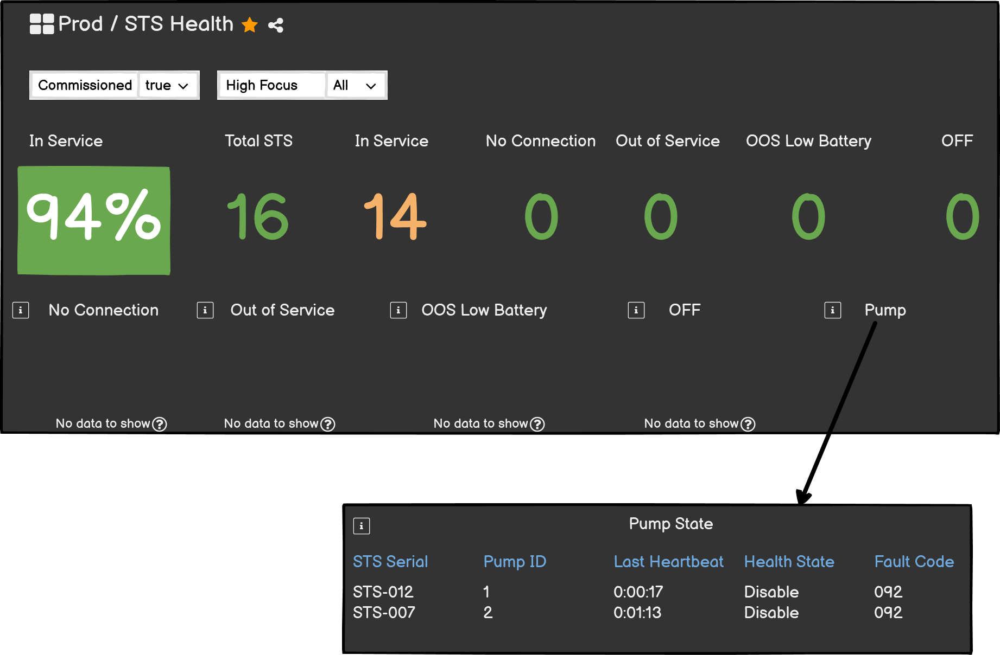 Prod / STS Health
Commissioned true High Focus All
In Service Total STS In Service No Connection Out of Service OOS Low Battery OFF
94% 16 14 0 0 0 0
i No Connection i Out of Service i OOS Low Battery i OFF i Pump
No data to show ? No data to show ? No data to show ? No data to show ?
i Pump State
STS Serial Pump ID Last Heartbeat Health State Fault Code
STS-012 1 0:00:17 Disable 092
STS-007 2 0:01:13 Disable 092